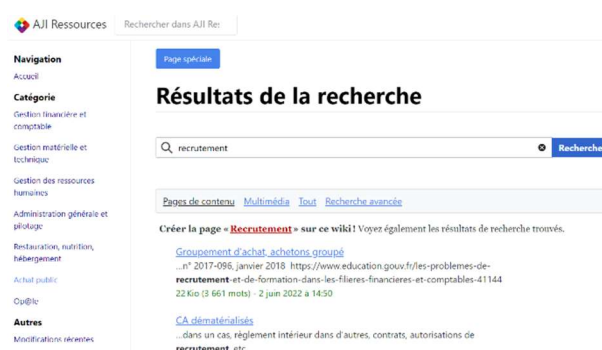 AJI Ressources
Rechercher dans AJI Re
Navigation
Accueil
Catégorie
Gestion financière et
comptable
Gestion matérielle et
technique
Gestion des ressources
humaines
Administration générale et
pilotage
Restauration, nutrition,
hébergement
Achat public
Op@le
Autres
Modifications récentes
Page spéciale
Résultats de la recherche
recrutement
Recherche
Pages de contenu Multimédia Tout Recherche avancée
Créer la page « Recrutement » sur ce wiki ! Voyez également les résultats de recherche trouvés.
Groupement d'achat, achetons groupé
...n° 2017-096, janvier 2018 https://www.education.gouv.fr/les-problemes-de-
recrutement-et-de-formation-dans-les-filieres-financieres-et-comptables-41144
22 Kio (3 661 mots) - 2 juin 2022 à 14:50
CA dématérialisés
...dans un cas, règlement intérieur dans d'autres, contrats, autorisations de
recrutement, etc